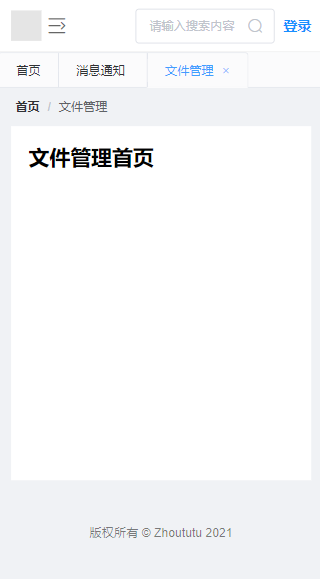 请输入搜索内容 登录
首页 消息通知 文件管理 ×
首页 / 文件管理
文件管理首页
版权所有 © Zhoututu 2021